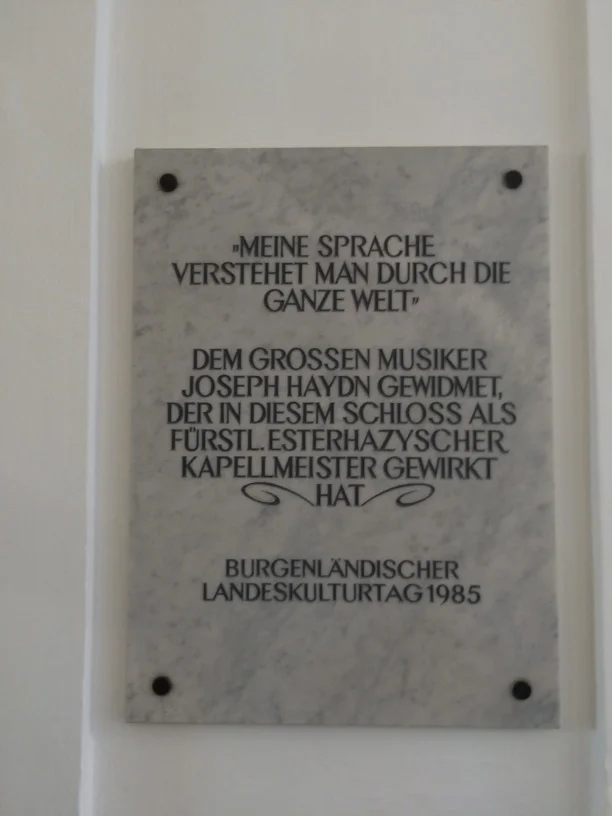 „MEINE SPRACHE
VERSTEHET MAN DURCH DIE
GANZE WELT„
DEM GROSSEN MUSIKER
JOSEPH HAYDN GEWIDMET,
DER IN DIESEM SCHLOSS ALS
FÜRSTL. ESTERHAZYSCHER
KAPELLMEISTER GEWIRKT
HAT
BURGENLÄNDISCHER
LANDESKULTURTAG 1985